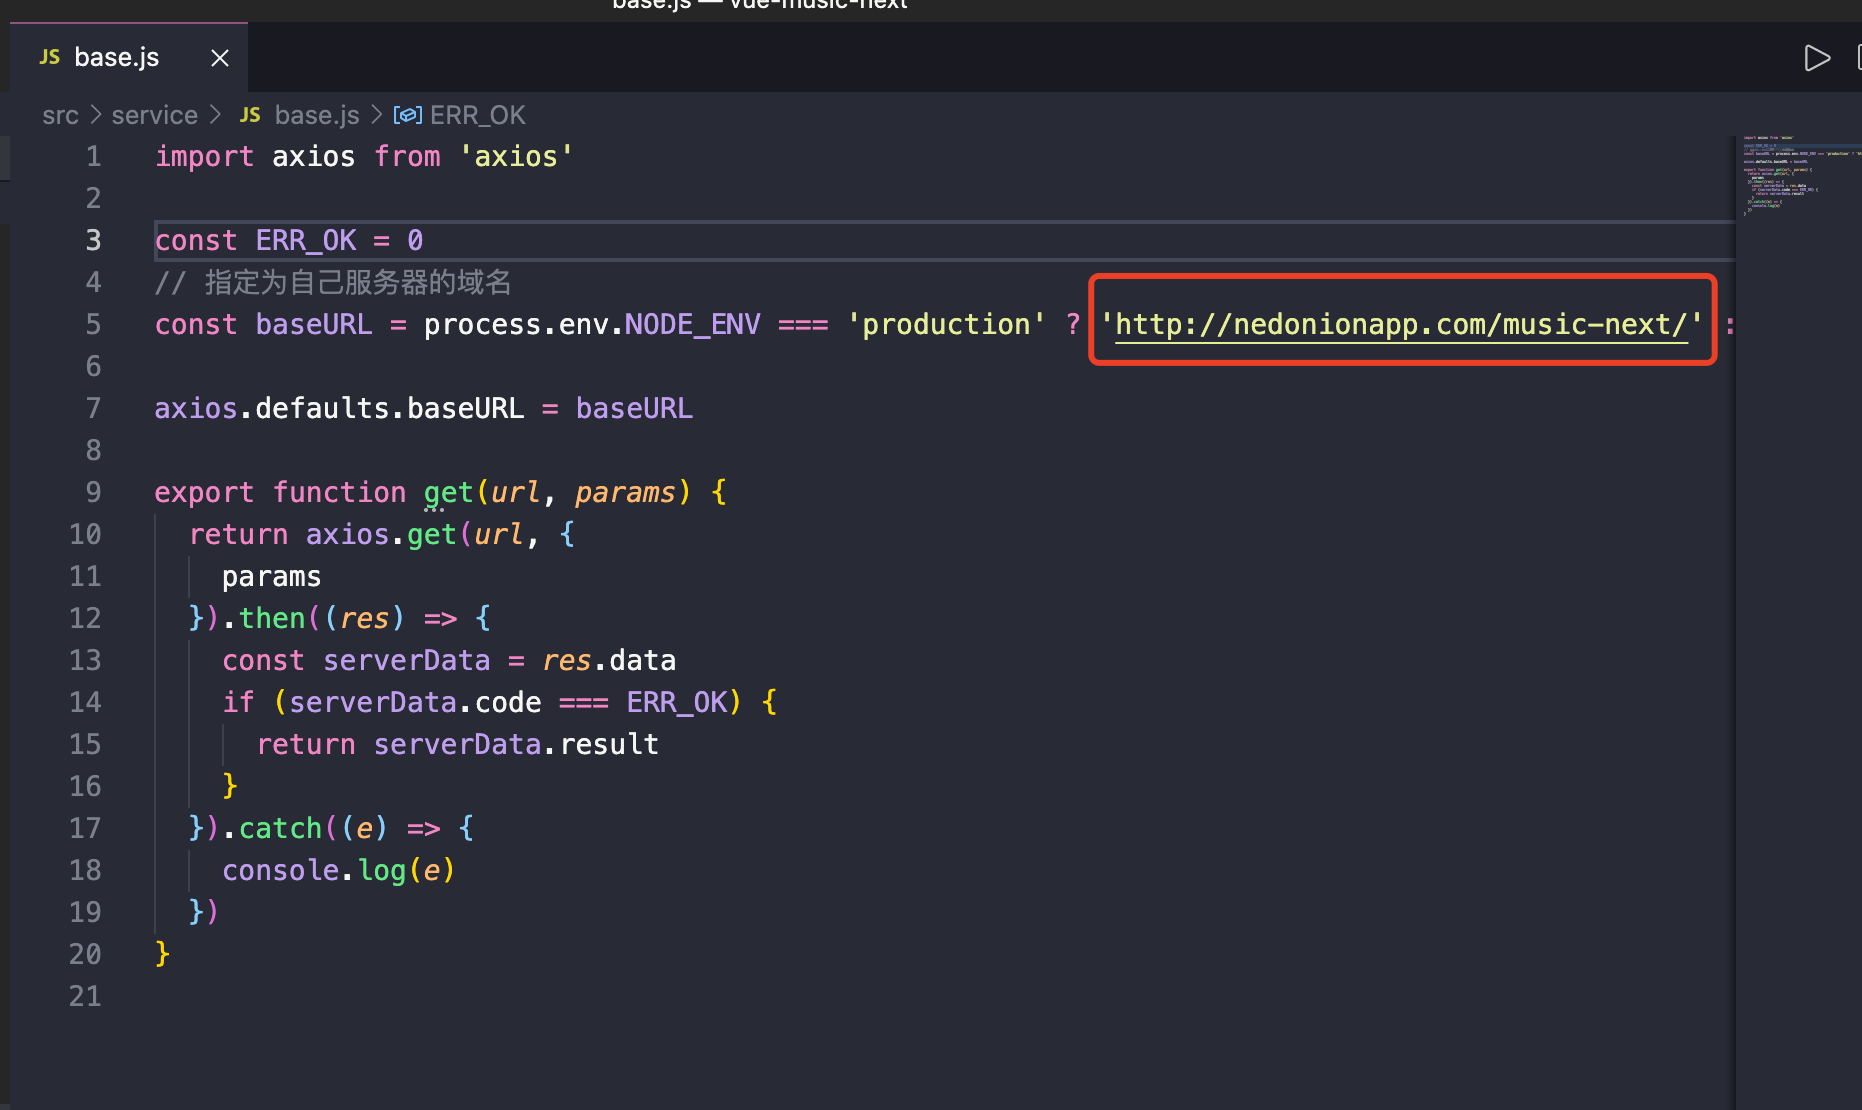 base.js — vue-music-next
JS base.js
src > service > JS base.js > ERR_OK
1 import axios from 'axios'
2
3 const ERR_OK = 0
4 // 指定为自己服务器的域名
5 const baseURL = process.env.NODE_ENV === 'production' ? 'http://nedonionapp.com/music-next/' :
6
7 axios.defaults.baseURL = baseURL
8
9 export function get(url, params) {
10 return axios.get(url, {
11 params
12 }).then((res) => {
13 const serverData = res.data
14 if (serverData.code === ERR_OK) {
15 return serverData.result
16 }
17 }).catch((e) => {
18 console.log(e)
19 })
20 }
21